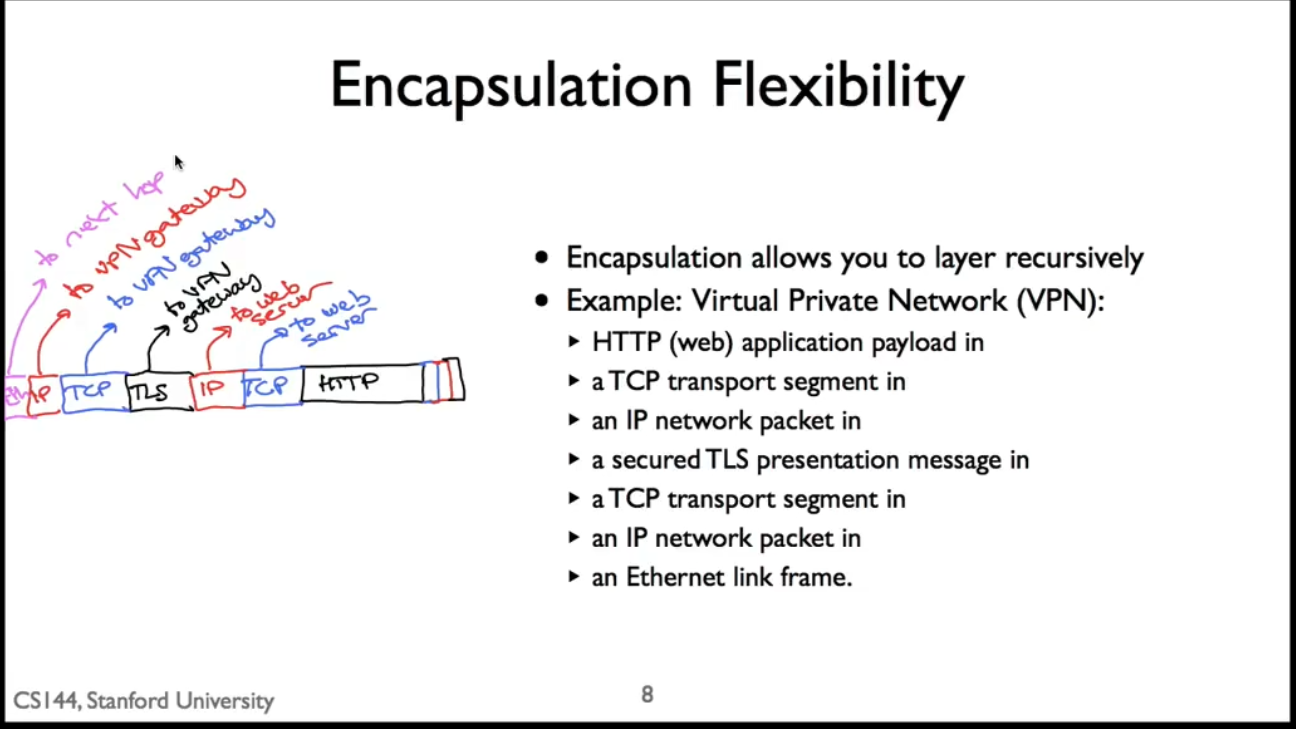 Encapsulation Flexibility
to next hop
to VPN gateway
to VPN gateway
to VPN
gateway
to web
server
to web
server
Eth IP TCP TLS IP TCP HTTP
• Encapsulation allows you to layer recursively
• Example: Virtual Private Network (VPN):
‣ HTTP (web) application payload in
‣ a TCP transport segment in
‣ an IP network packet in
‣ a secured TLS presentation message in
‣ a TCP transport segment in
‣ an IP network packet in
‣ an Ethernet link frame.
CS144, Stanford University
8